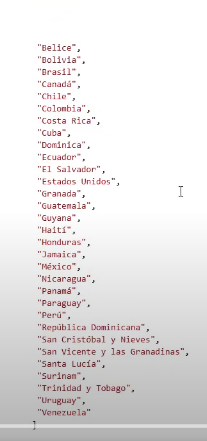 "Belice",
"Bolivia",
"Brasil",
"Canadá",
"Chile",
"Colombia",
"Costa Rica",
"Cuba",
"Dominica",
"Ecuador",
"El Salvador",
"Estados Unidos",
"Granada",
"Guatemala",
"Guyana",
"Haití",
"Honduras",
"Jamaica",
"México",
"Nicaragua",
"Panamá",
"Paraguay",
"Perú",
"República Dominicana",
"San Cristóbal y Nieves",
"San Vicente y las Granadinas",
"Santa Lucía",
"Surinam",
"Trinidad y Tobago",
"Uruguay",
"Venezuela"
]